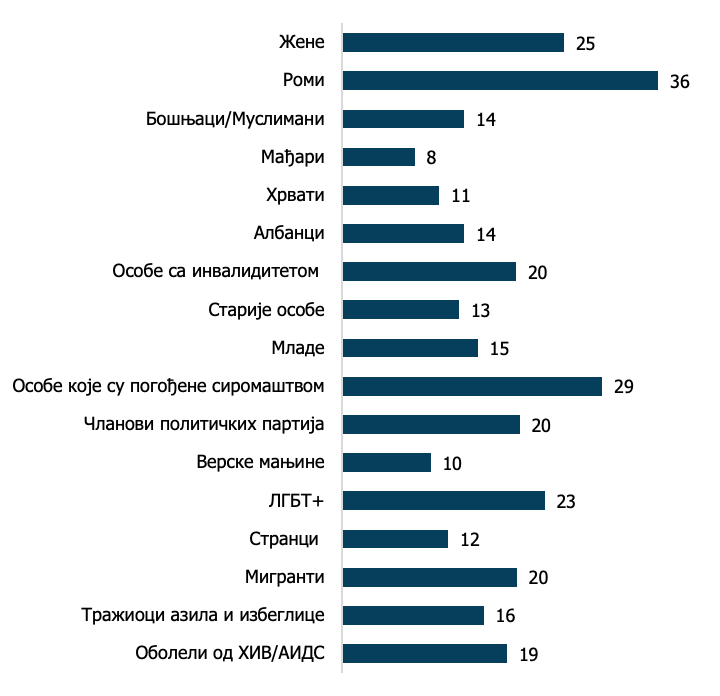 Жене 25
Роми 36
Бошњаци/Муслимани 14
Мађари 8
Хрвати 11
Албанци 14
Особе са инвалидитетом 20
Старије особе 13
Младе 15
Особе које су погођене сиромаштвом 29
Чланови политичких партија 20
Верске мањине 10
ЛГБТ+ 23
Странци 12
Мигранти 20
Тражиоци азила и избеглице 16
Оболели од ХИВ/АИДС 19